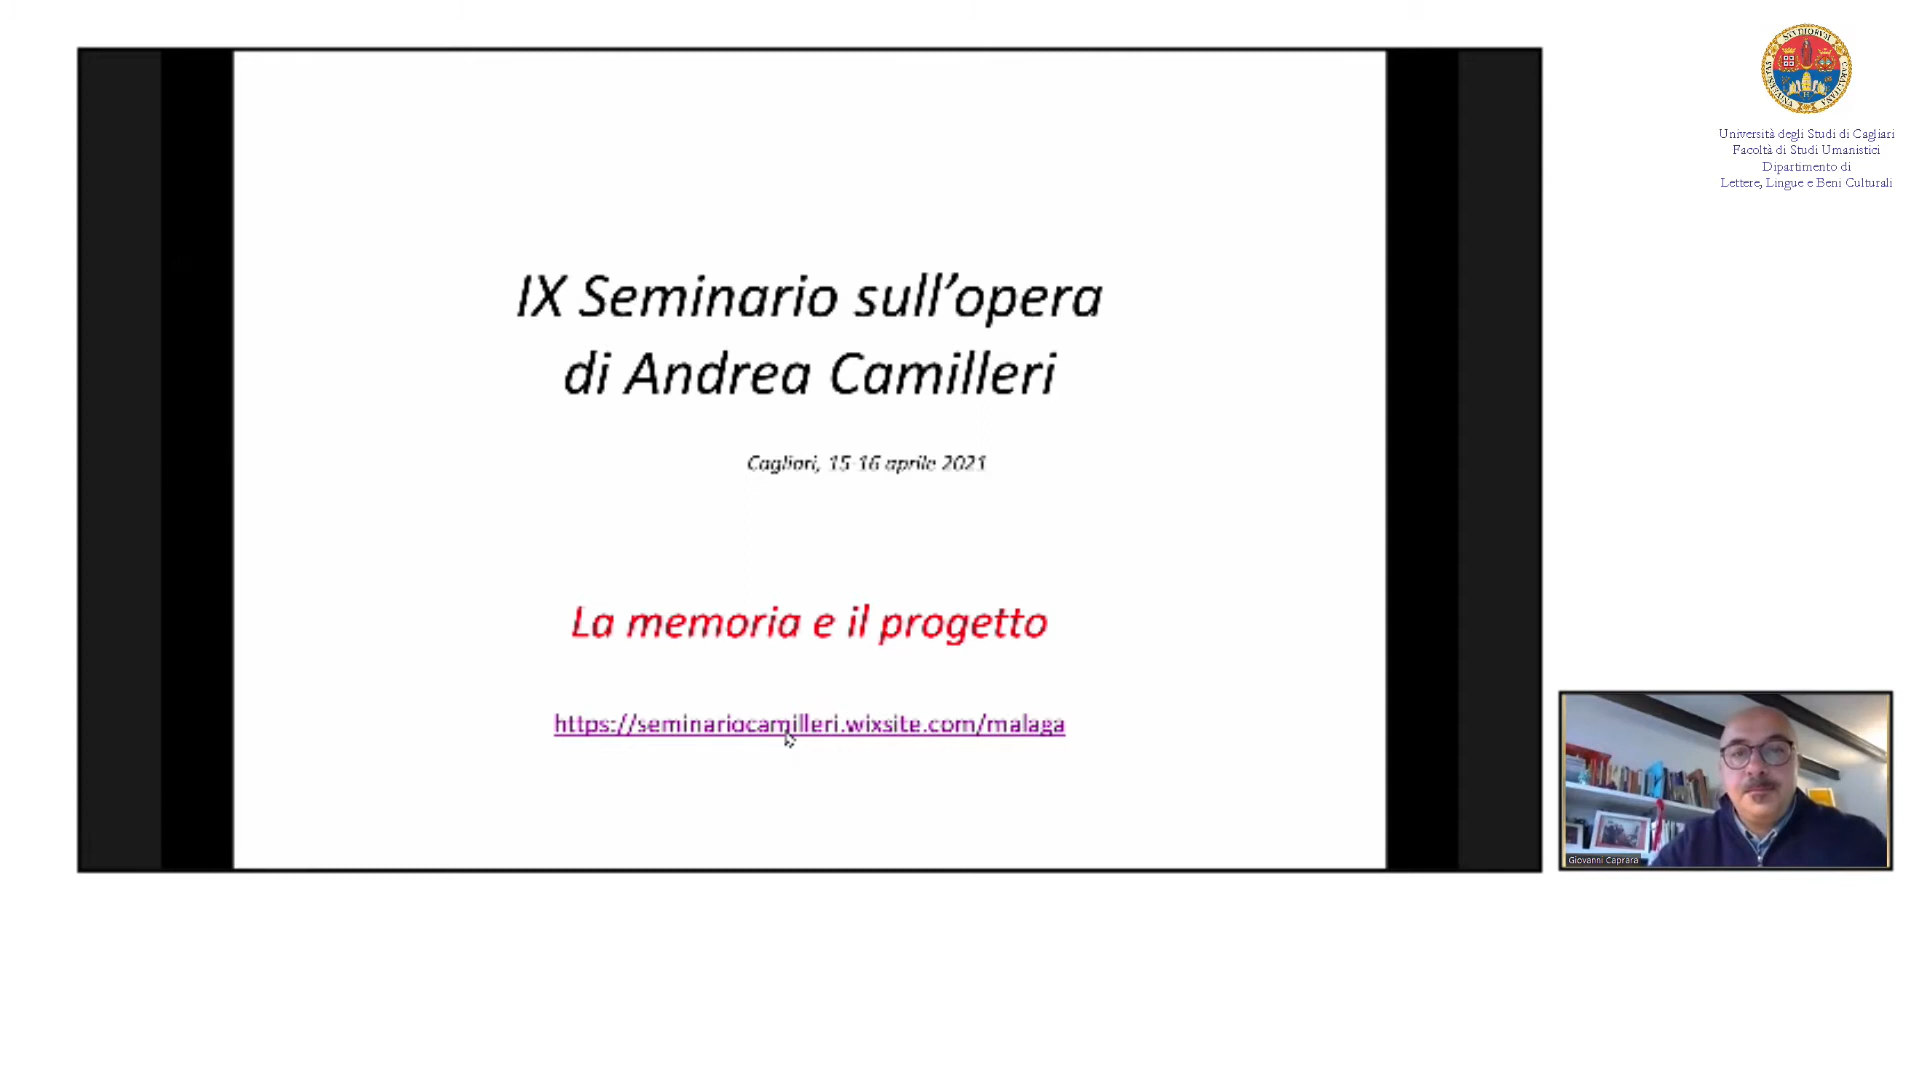 IX Seminario sull’opera
di Andrea Camilleri
Cagliari, 15-16 aprile 2021
La memoria e il progetto
https://seminariocamilleri.wixsite.com/malaga
Università degli Studi di Cagliari
Facoltà di Studi Umanistici
Dipartimento di
Lettere, Lingue e Beni Culturali
Giovanni Caprara